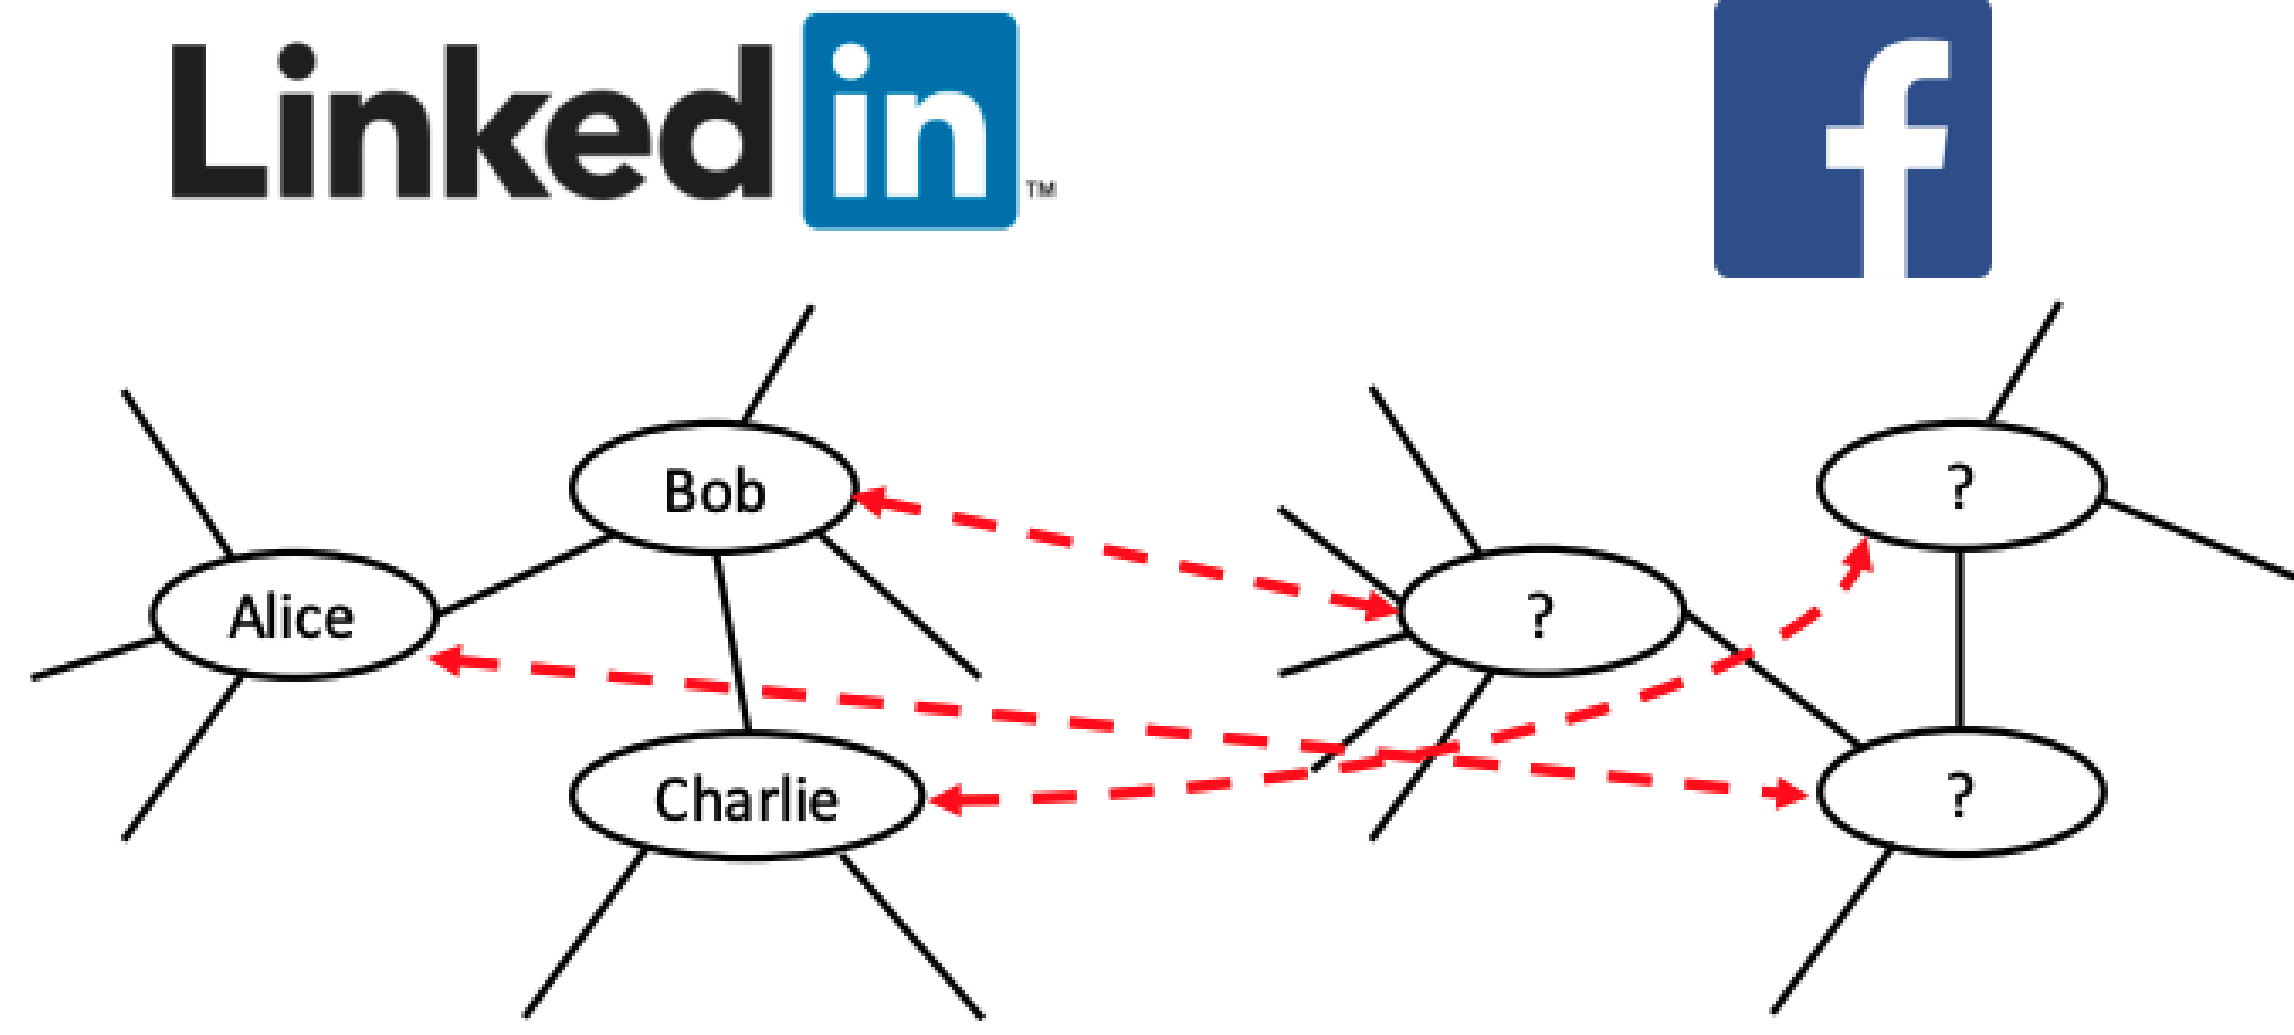 Linkedin™
f
Bob
?
Alice
?
Charlie
?